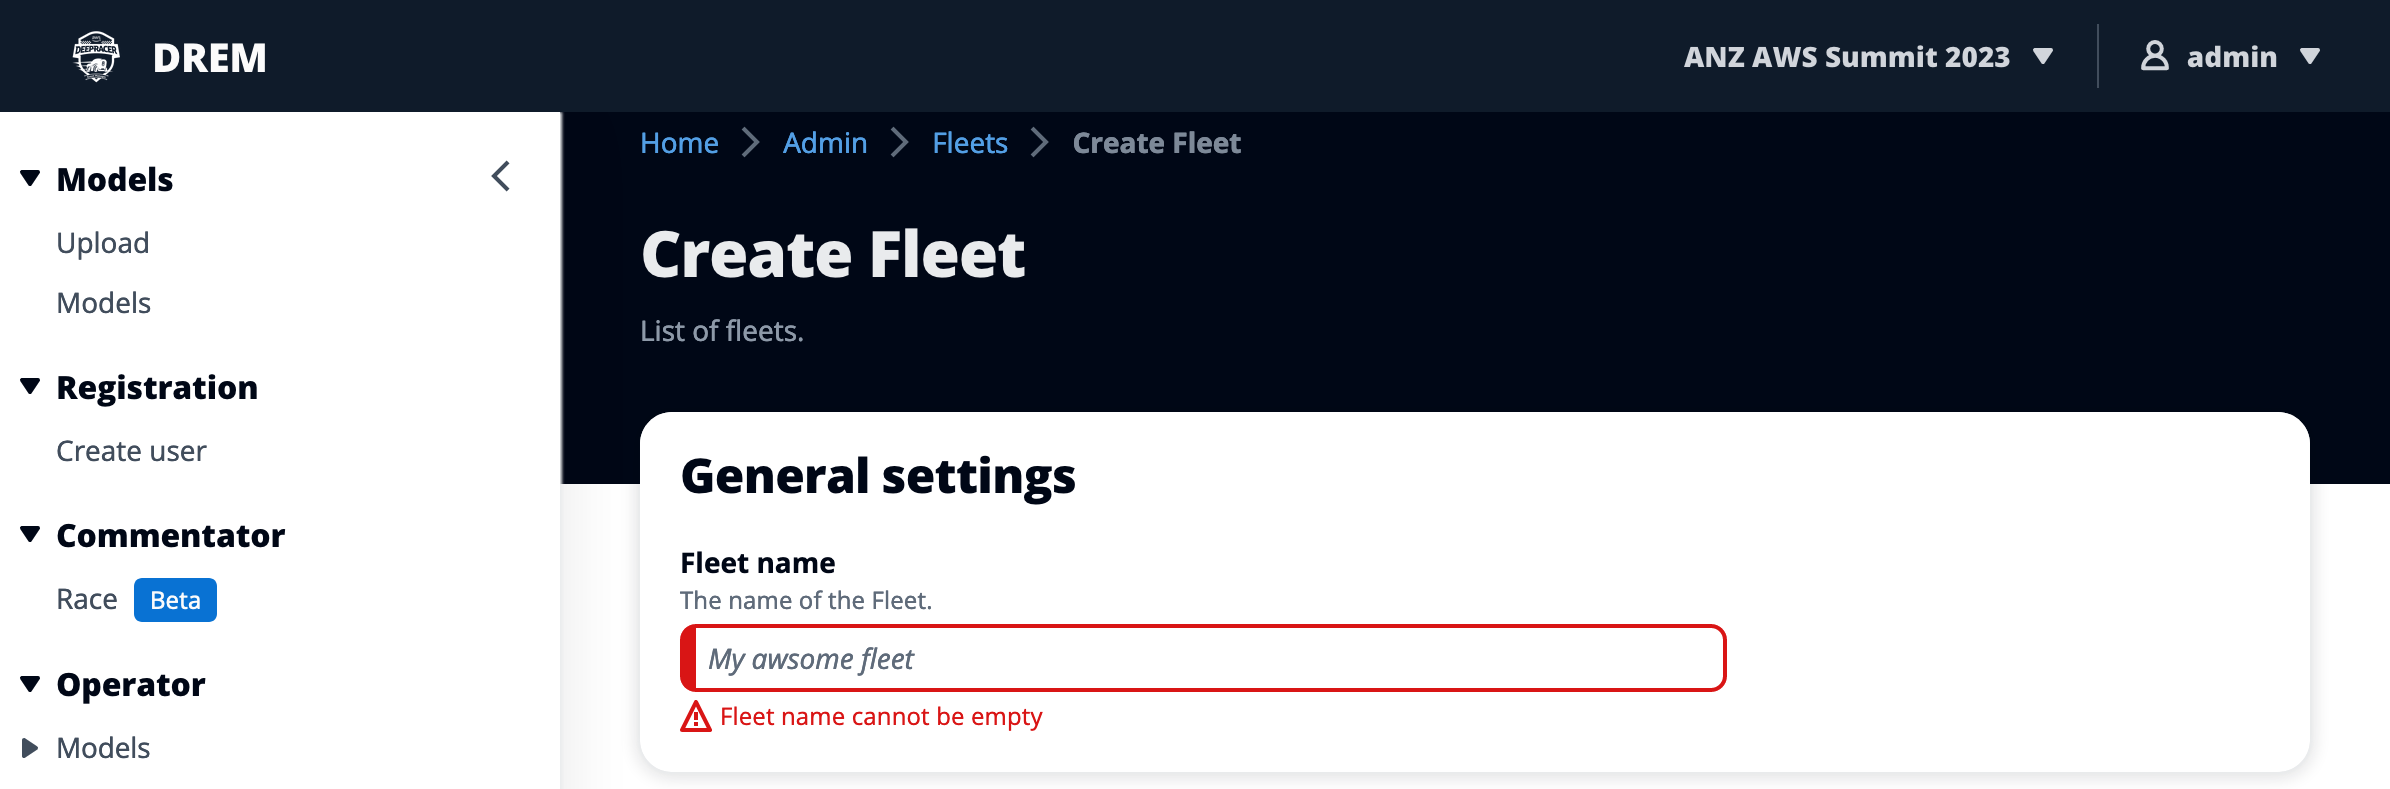 DEEPRACER
DREM
ANZ AWS Summit 2023
admin
Models
Upload
Models
Registration
Create user
Commentator
Race Beta
Operator
Models
Home > Admin > Fleets > Create Fleet
Create Fleet
List of fleets.
General settings
Fleet name
The name of the Fleet.
My awsome fleet
Fleet name cannot be empty